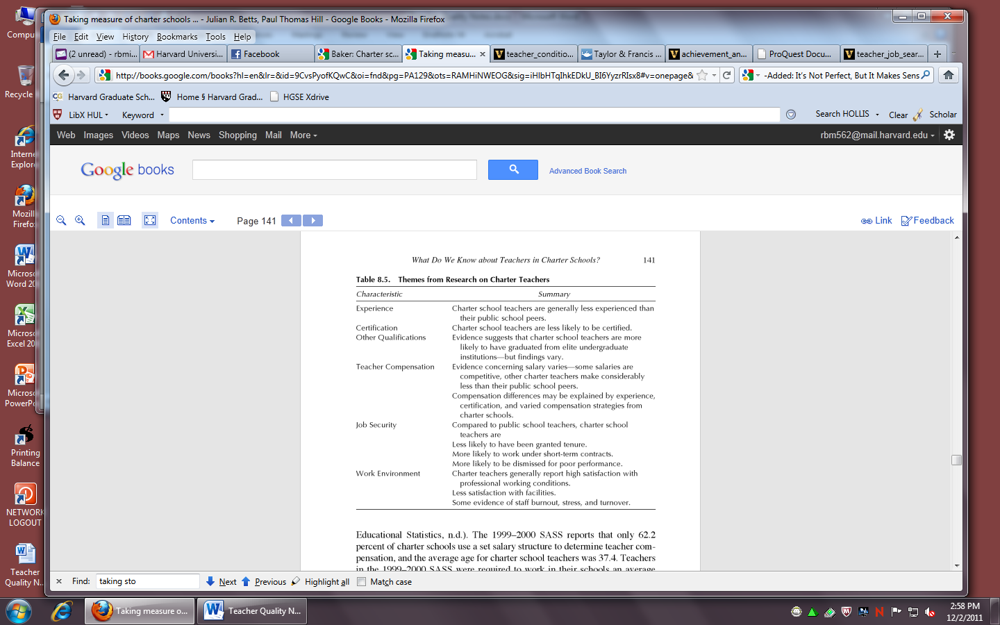 Taking measure of charter schools ... - Julian R. Betts, Paul Thomas Hill - Google Books - Mozilla Firefox
File Edit View History Bookmarks Tools Help
(2 unread) - rbmi... Harvard Universi... Facebook Baker: Charter sc... Taking measu... teacher_conditio... Taylor & Francis ... achievement_an... ProQuest Docu... teacher_job_sear...
http://books.google.com/books?hl=en&lr=&id=9CvsPyofKQwC&oi=fnd&pg=PA129&ots=RAMHiNWEOG&sig=iHlbHTqIhkEDkU_BI6YyzrRIsx8#v=onepage& -Added: It's Not Perfect, But It Makes Sens
Harvard Graduate Sch... Home § Harvard Grad... HGSE Xdrive
LibX HUL Keyword Search HOLLIS Clear Scholar
Web Images Videos Maps News Shopping Mail More rbm562@mail.harvard.edu
Google books Advanced Book Search
Contents Page 141 Link Feedback
What Do We Know about Teachers in Charter Schools? 141
Table 8.5. Themes from Research on Charter Teachers
Characteristic Summary
Experience Charter school teachers are generally less experienced than
their public school peers.
Certification Charter school teachers are less likely to be certified.
Other Qualifications Evidence suggests that charter school teachers are more
likely to have graduated from elite undergraduate
institutions—but findings vary.
Teacher Compensation Evidence concerning salary varies—some salaries are
competitive, other charter teachers make considerably
less than their public school peers.
Compensation differences may be explained by experience,
certification, and varied compensation strategies from
charter schools.
Job Security Compared to public school teachers, charter school
teachers are
Less likely to have been granted tenure.
More likely to work under short-term contracts.
More likely to be dismissed for poor performance.
Work Environment Charter teachers generally report high satisfaction with
professional working conditions.
Less satisfaction with facilities.
Some evidence of staff burnout, stress, and turnover.
Educational Statistics, n.d.). The 1999–2000 SASS reports that only 62.2
percent of charter schools use a set salary structure to determine teacher com-
pensation, and the average age for charter school teachers was 37.4. Teachers
in the 1999–2000 SASS were required to work in their schools an average
Find: taking sto Next Previous Highlight all Match case
Compu
Recycle
Interne
Explore
Mozill
Firefo
Micros
Word 20
Micros
Excel 20
Micros
PowerPo
Printing
Balance
NETWORK
LOGOUT
Teacher
Quality N...
Taking measure o... Teacher Quality N...
2:58 PM
12/2/2011